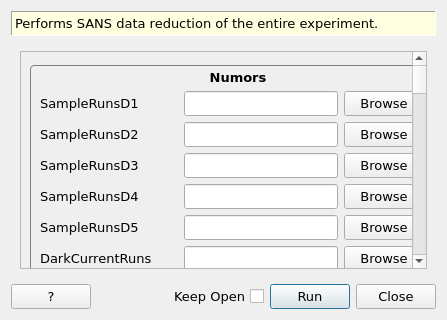 Performs SANS data reduction of the entire experiment.
Numors
SampleRunsD1 Browse
SampleRunsD2 Browse
SampleRunsD3 Browse
SampleRunsD4 Browse
SampleRunsD5 Browse
DarkCurrentRuns Browse
? Keep Open Run Close